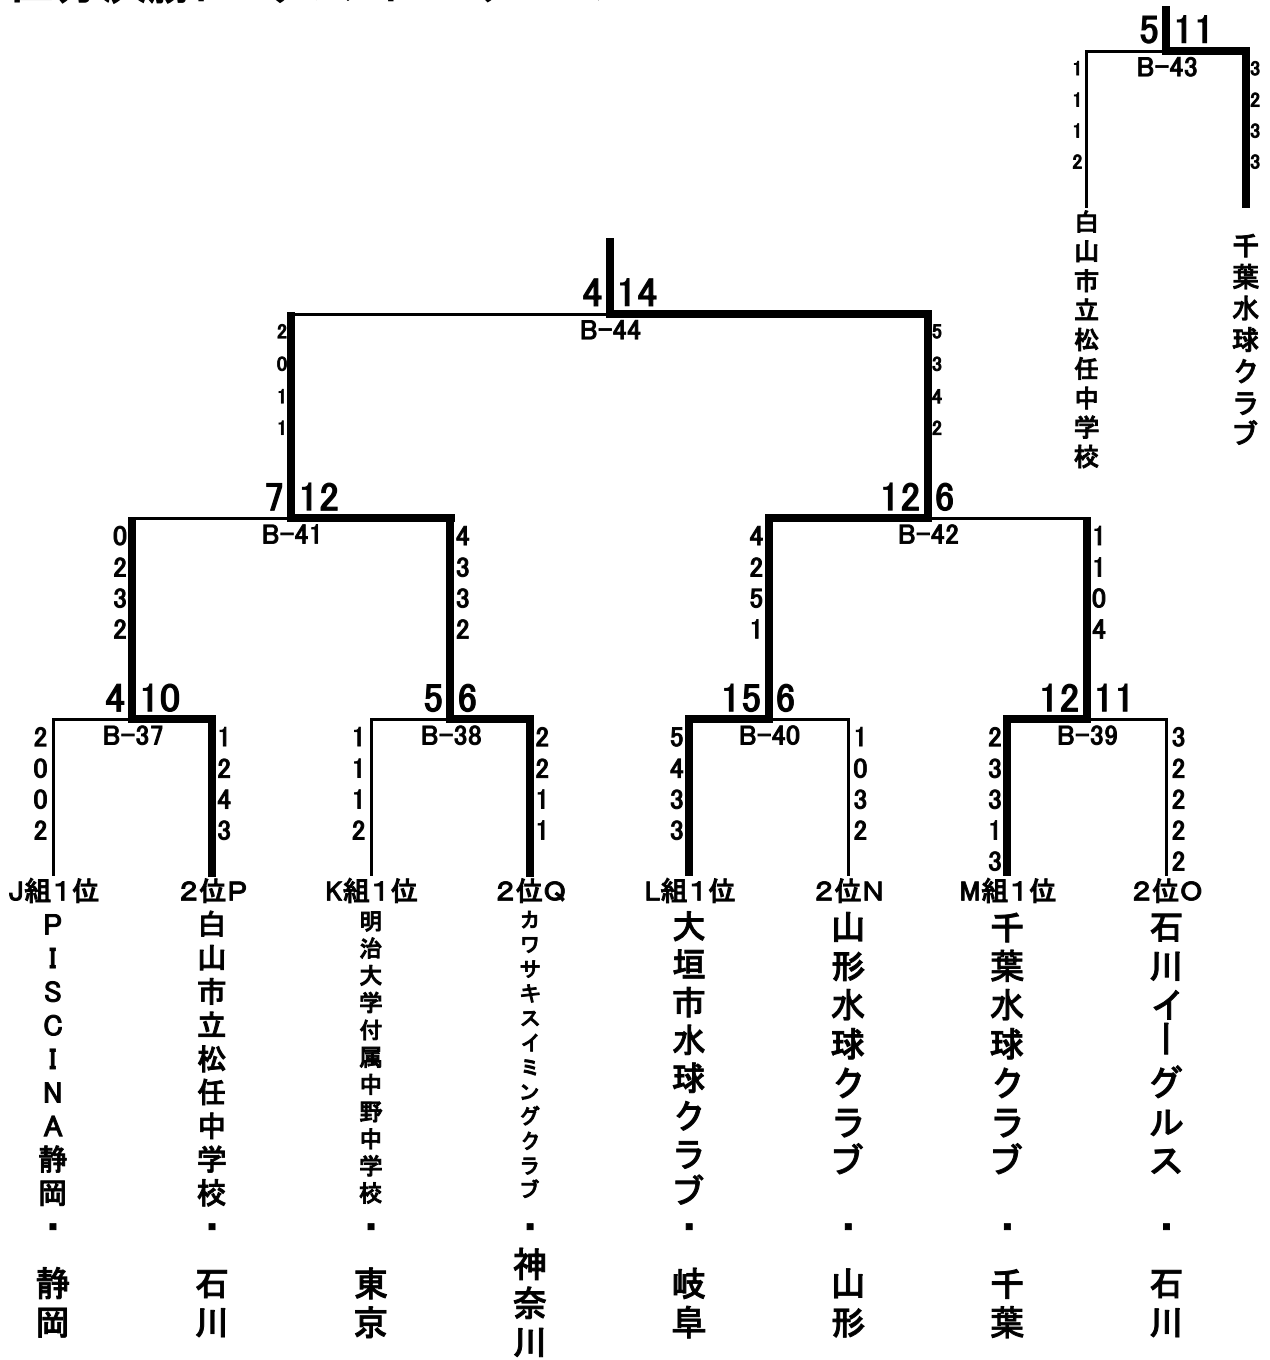 5 11
B-43
1 3
1 2
1 3
2 3
白山市立松任中学校
千葉水球クラブ
4 14
B-44
2 5
0 3
1 4
1 2
7 12
B-41
0 4
2 3
3 3
2 2
12 6
B-42
4 1
2 1
5 0
1 4
4 10
B-37
2 1
0 2
0 4
2 3
5 6
B-38
1 2
1 2
1 1
2 1
15 6
B-40
5 1
4 0
3 3
3 2
12 11
B-39
2 3
3 2
3 2
1 2
3 2
J組1位
2位P
K組1位
2位Q
L組1位
2位N
M組1位
2位O
PISCINA静岡・静岡
白山市立松任中学校・石川
明治大学付属中野中学校・東京
カワサキスイミングクラブ・神奈川
大垣市水球クラブ・岐阜
山形水球クラブ・山形
千葉水球クラブ・千葉
石川イーグルス・石川